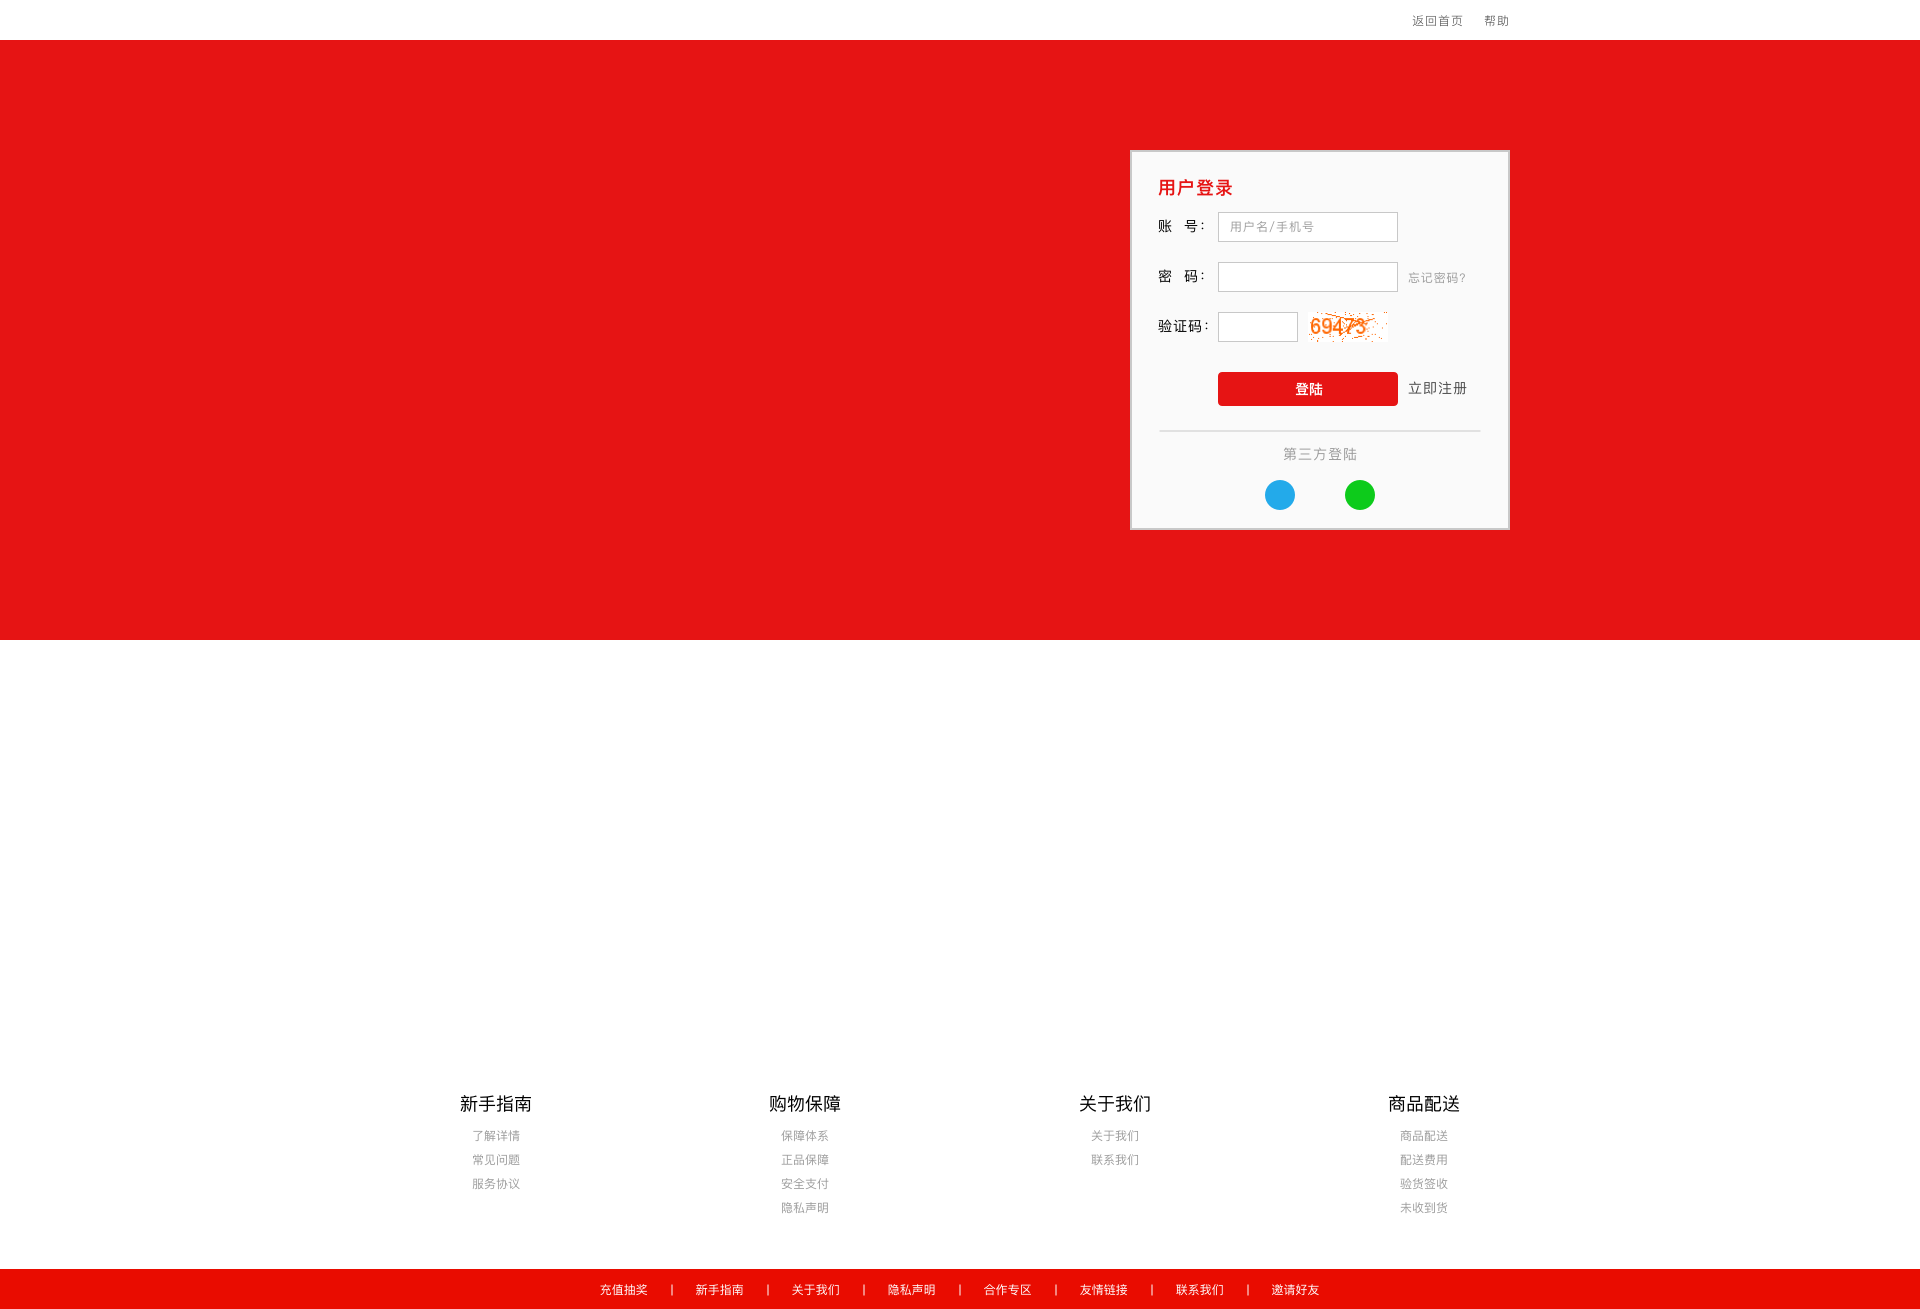 返回首页 帮助
用户登录
账 号： 用户名/手机号
密 码： 忘记密码?
验证码： 69473
登陆 立即注册
第三方登陆
新手指南 购物保障 关于我们 商品配送
了解详情 保障体系 关于我们 商品配送
常见问题 正品保障 联系我们 配送费用
服务协议 安全支付 验货签收
隐私声明 未收到货
充值抽奖 | 新手指南 | 关于我们 | 隐私声明 | 合作专区 | 友情链接 | 联系我们 | 邀请好友